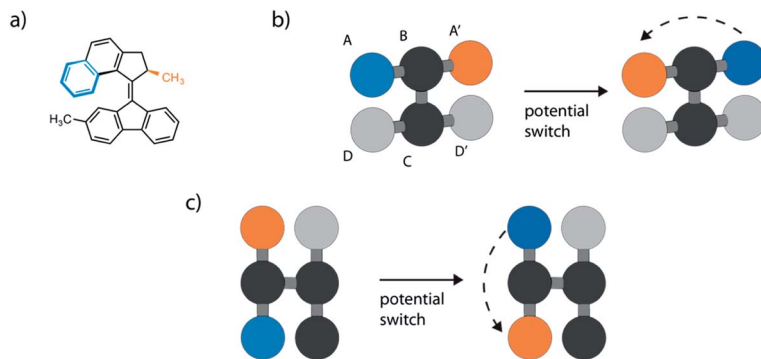 a)
CH₃
H₃C
b)
A
B
A'
D
C
D'
potential
switch
c)
potential
switch